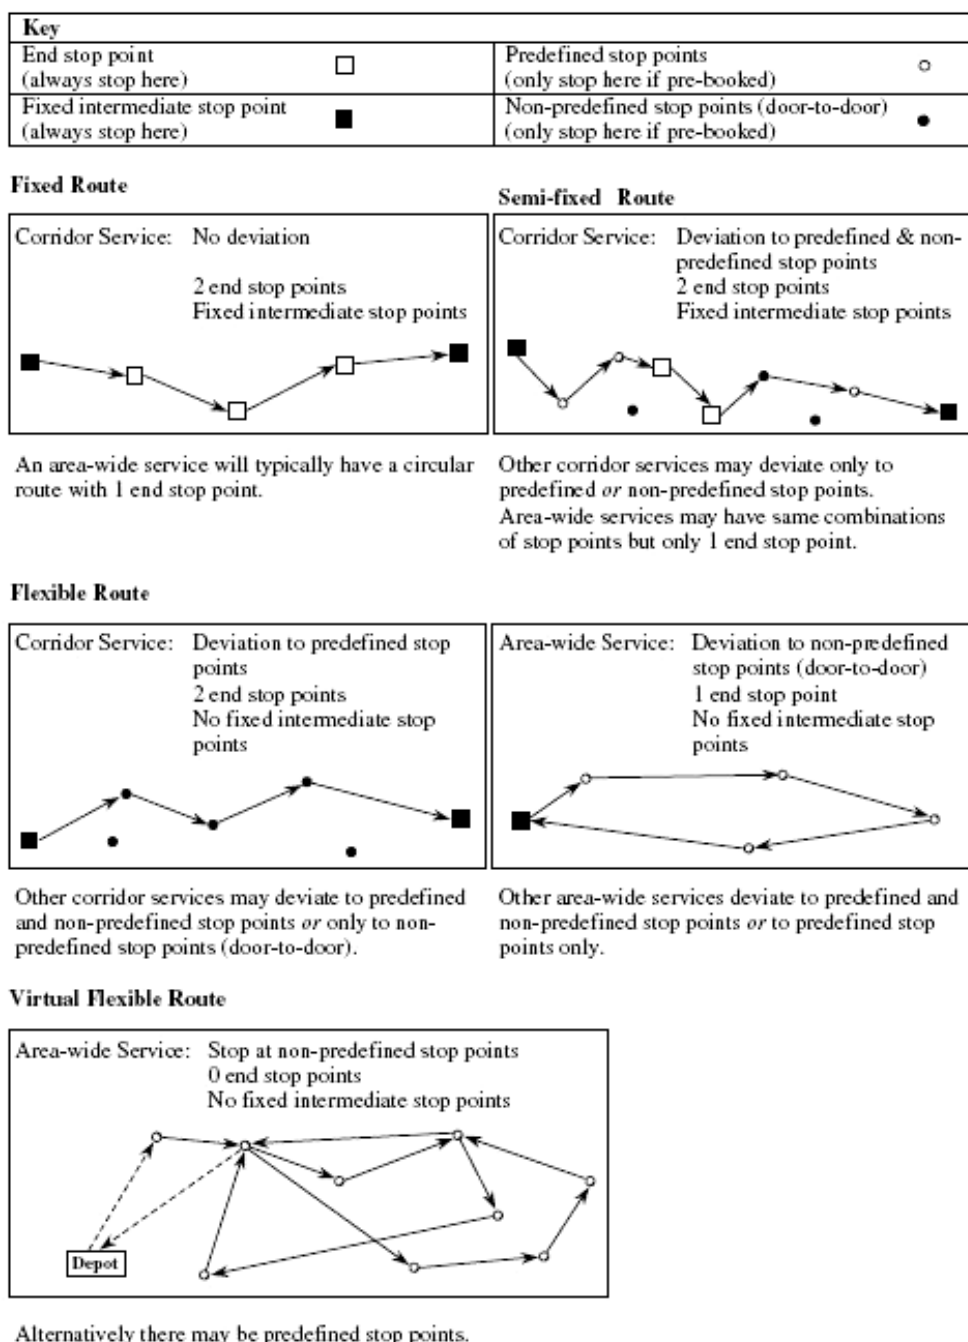 Key
End stop point
(always stop here)
Predefined stop points
(only stop here if pre-booked)
Fixed intermediate stop point
(always stop here)
Non-predefined stop points (door-to-door)
(only stop here if pre-booked)
Fixed Route
Corridor Service: No deviation
2 end stop points
Fixed intermediate stop points
An area-wide service will typically have a circular
route with 1 end stop point.
Semi-fixed Route
Corridor Service: Deviation to predefined & non-
predefined stop points
2 end stop points
Fixed intermediate stop points
Other corridor services may deviate only to
predefined or non-predefined stop points.
Area-wide services may have same combinations
of stop points but only 1 end stop point.
Flexible Route
Corridor Service: Deviation to predefined stop
points
2 end stop points
No fixed intermediate stop
points
Other corridor services may deviate to predefined
and non-predefined stop points or only to non-
predefined stop points (door-to-door).
Area-wide Service: Deviation to non-predefined
stop points (door-to-door)
1 end stop point
No fixed intermediate stop
points
Other area-wide services deviate to predefined and
non-predefined stop points or to predefined stop
points only.
Virtual Flexible Route
Area-wide Service: Stop at non-predefined stop points
0 end stop points
No fixed intermediate stop points
Depot
Alternatively there may be predefined stop points.